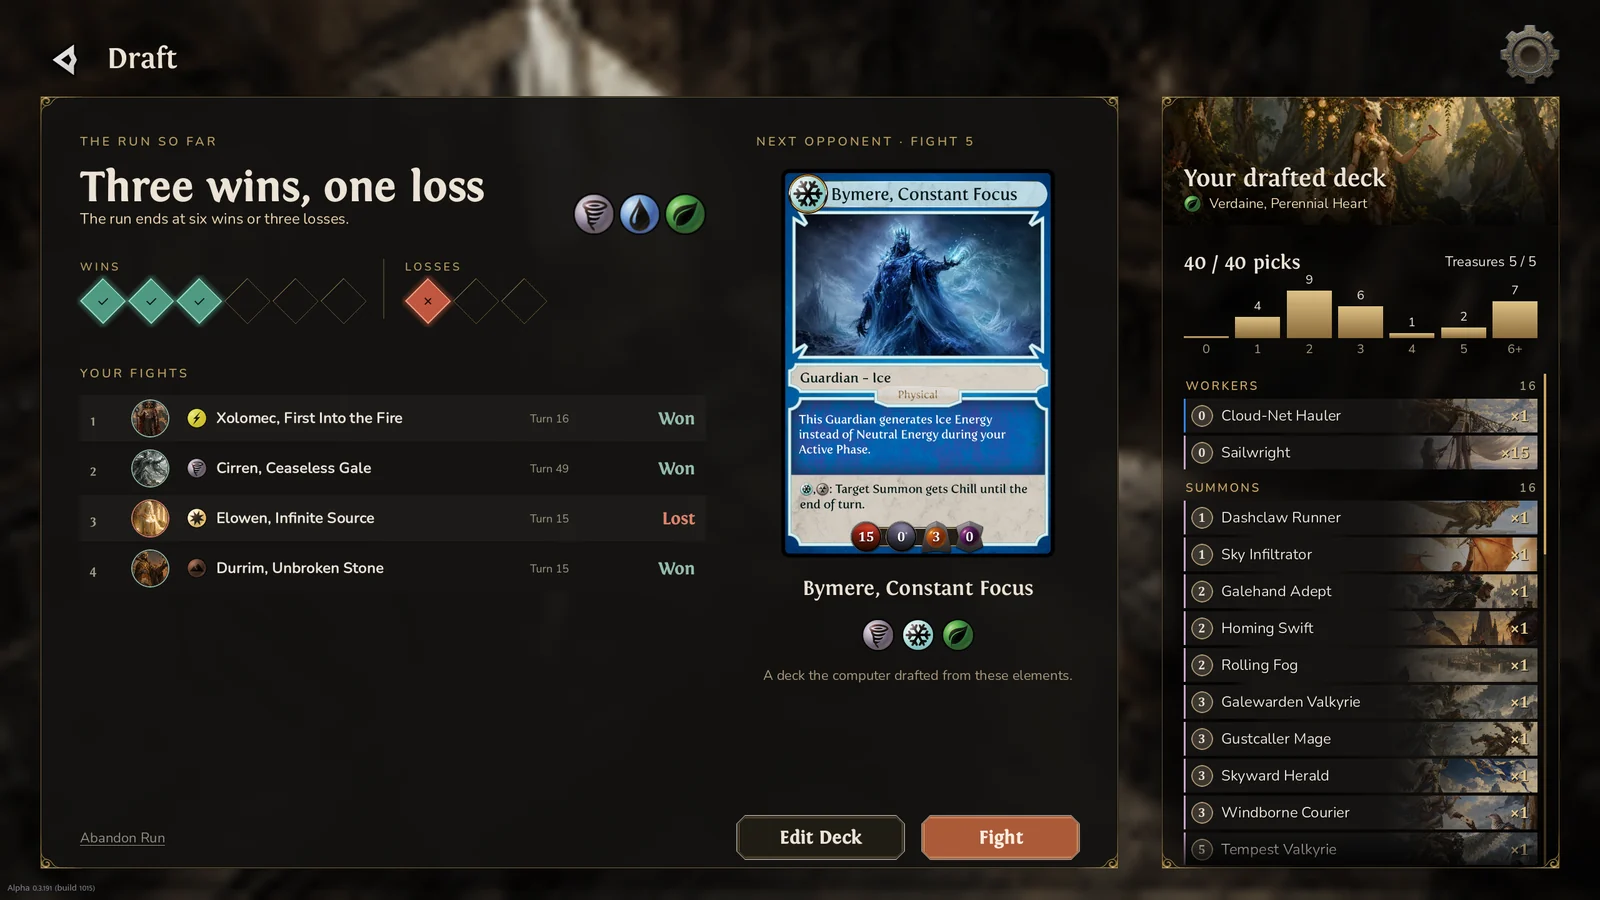 Draft
THE RUN SO FAR
Three wins, one loss
The run ends at six wins or three losses.
WINS
LOSSES
YOUR FIGHTS
1 Xolomec, First Into the Fire Turn 16 Won
2 Cirren, Ceaseless Gale Turn 49 Won
3 Elowen, Infinite Source Turn 15 Lost
4 Durrim, Unbroken Stone Turn 15 Won
Abandon Run
NEXT OPPONENT · FIGHT 5
Bymere, Constant Focus
Guardian - Ice
Physical
This Guardian generates Ice Energy
instead of Neutral Energy during your
Active Phase.
,: Target Summon gets Chill until the
end of turn.
15 0 3 0
Bymere, Constant Focus
A deck the computer drafted from these elements.
Edit Deck
Fight
Your drafted deck
Verdaine, Perennial Heart
40 / 40 picks
Treasures 5 / 5
4 9 6 1 2 7
0 1 2 3 4 5 6+
WORKERS 16
0 Cloud-Net Hauler ×1
0 Sailwright ×15
SUMMONS 16
1 Dashclaw Runner ×1
1 Sky Infiltrator ×1
2 Galehand Adept ×1
2 Homing Swift ×1
2 Rolling Fog ×1
3 Galewarden Valkyrie ×1
3 Gustcaller Mage ×1
3 Skyward Herald ×1
3 Windborne Courier ×1
5 Tempest Valkyrie ×1
Alpha 0.3.191 (build 1015)